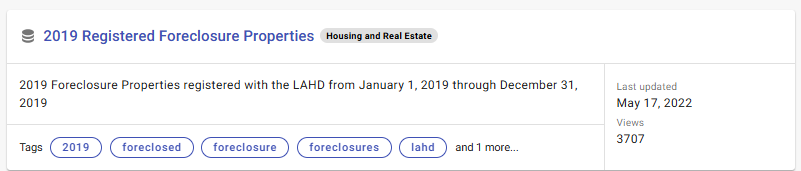 2019 Registered Foreclosure Properties Housing and Real Estate
2019 Foreclosure Properties registered with the LAHD from January 1, 2019 through December 31,
2019
Last updated
May 17, 2022
Views
3707
Tags 2019 foreclosed foreclosure foreclosures lahd and 1 more...